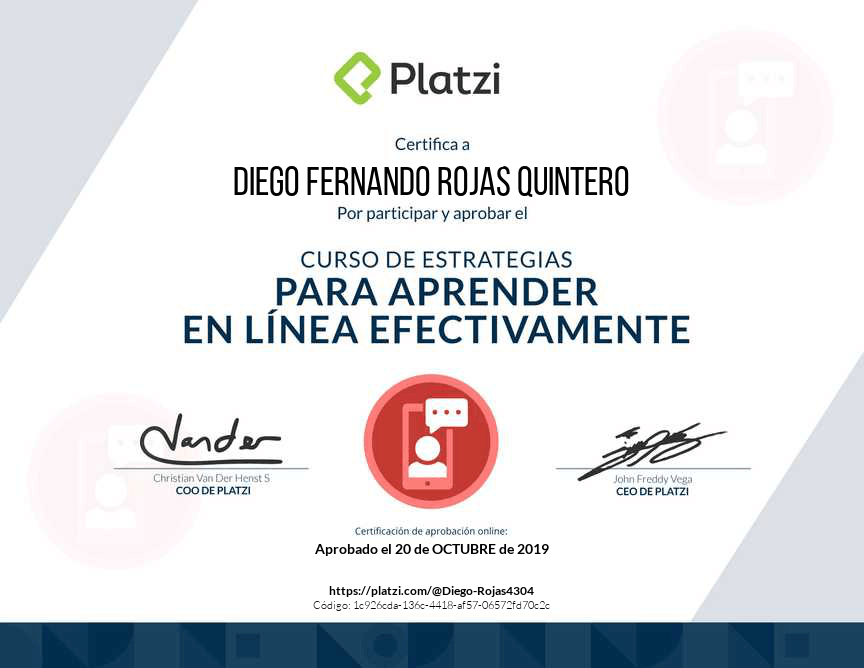 Platzi
Certifica a
DIEGO FERNANDO ROJAS QUINTERO
Por participar y aprobar el
CURSO DE ESTRATEGIAS
PARA APRENDER
EN LÍNEA EFECTIVAMENTE
Vander
Christian Van Der Henst S
COO DE PLATZI
John Freddy Vega
CEO DE PLATZI
Certificación de aprobación online:
Aprobado el 20 de OCTUBRE de 2019
https://platzi.com/@Diego-Rojas4304
Código: 1c926cda-136c-4418-af57-06572fd70c2c